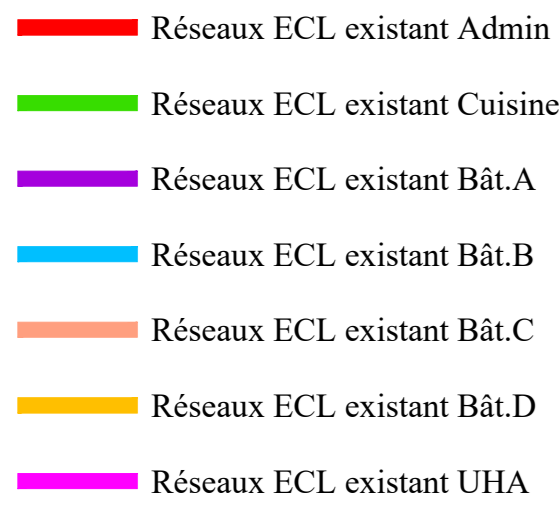 Réseaux ECL existant Admin
Réseaux ECL existant Cuisine
Réseaux ECL existant Bât.A
Réseaux ECL existant Bât.B
Réseaux ECL existant Bât.C
Réseaux ECL existant Bât.D
Réseaux ECL existant UHA